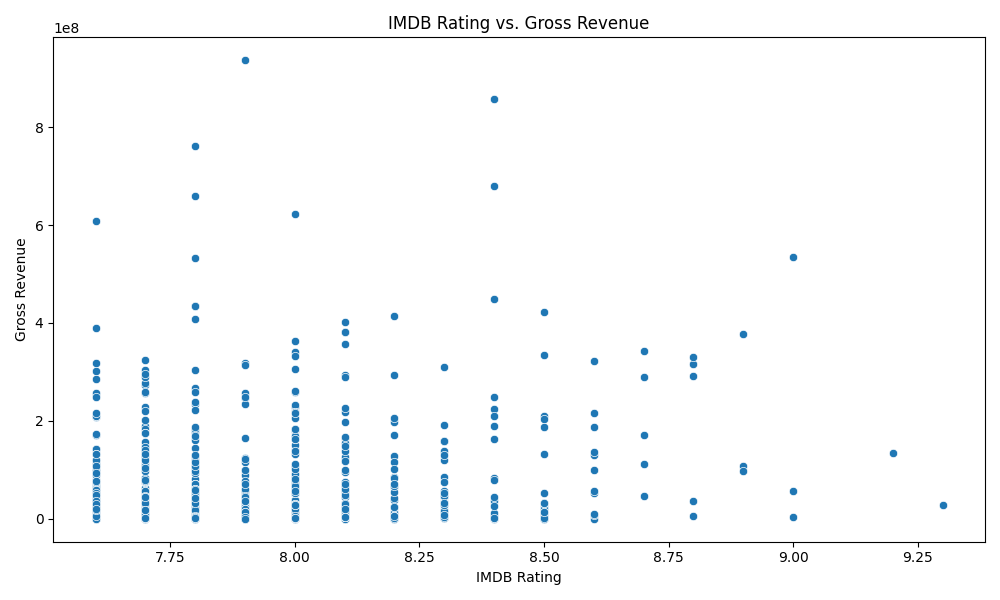 IMDB Rating vs. Gross Revenue
1e8
8
6
4
2
0
Gross Revenue
7.75 8.00 8.25 8.50 8.75 9.00 9.25
IMDB Rating